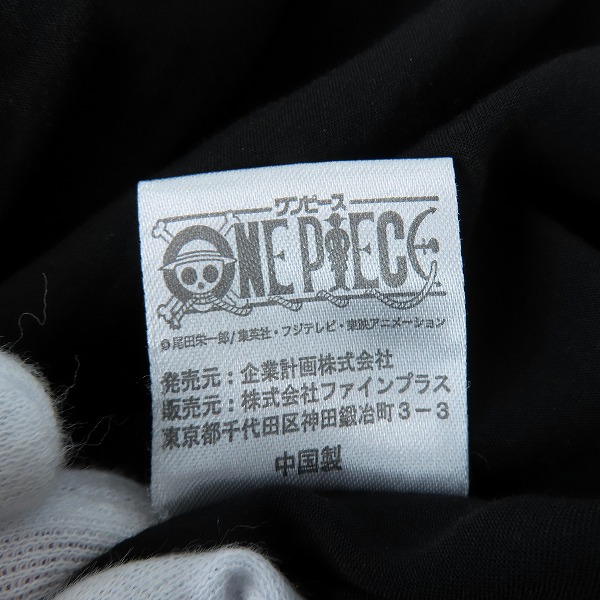 ワンピース
ONE PIECE
©尾田栄一郎/集英社・フジテレビ・東映アニメーション
発売元：企業計画株式会社
販売元：株式会社ファインプラス
東京都千代田区神田鍛冶町3-3
中国製